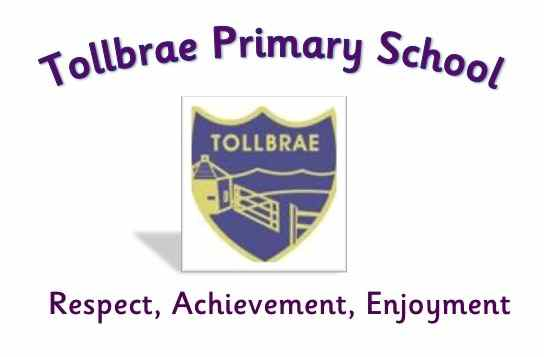 Tollbrae Primary School
TOLLBRAE
Respect, Achievement, Enjoyment